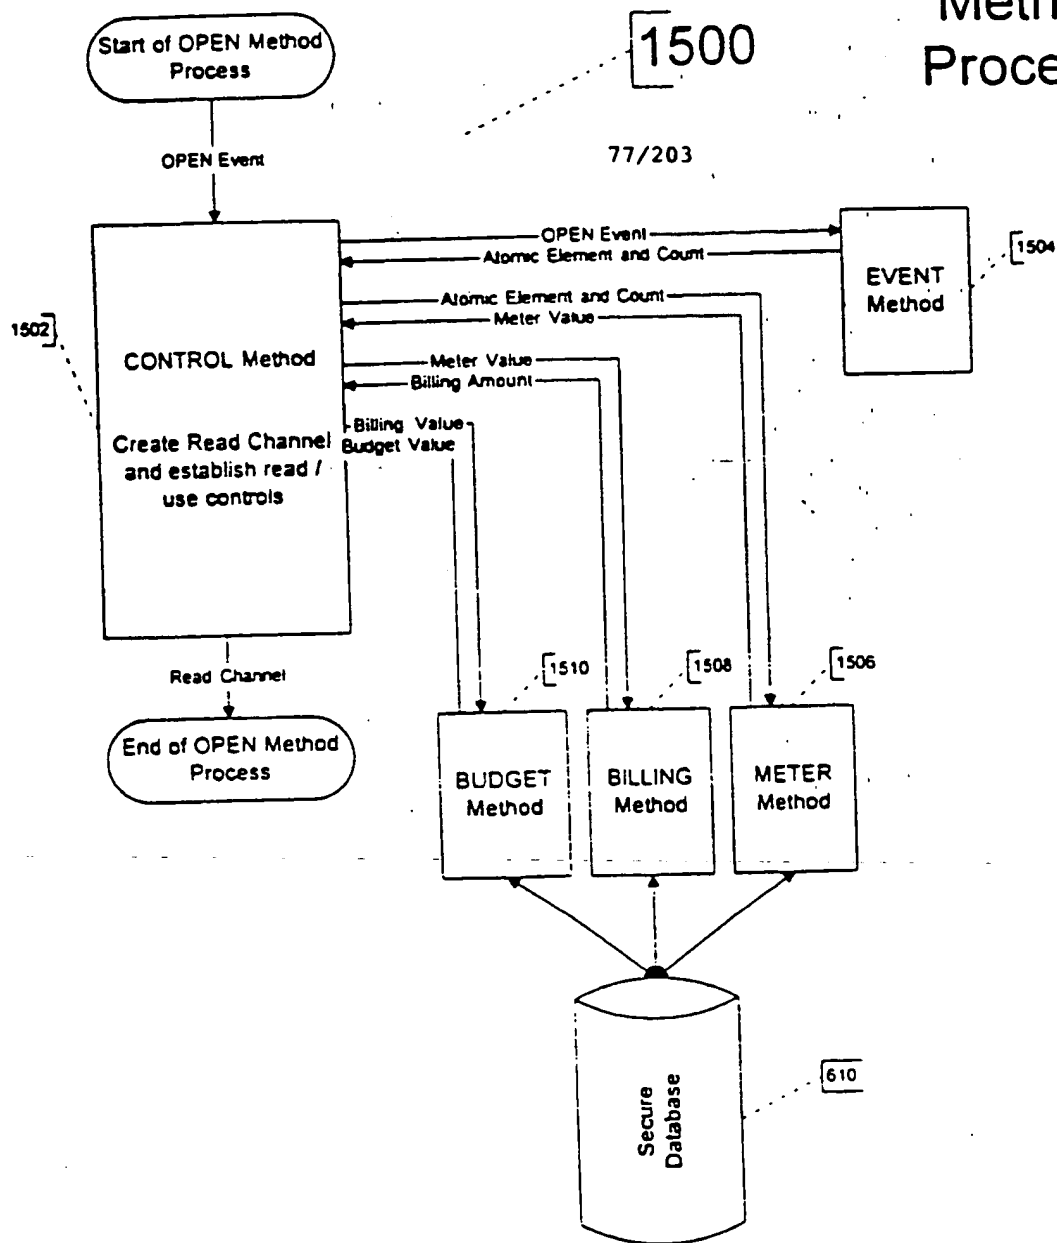 Start of OPEN Method
Process
1500
Proce
77/203
OPEN Event
OPEN Event
Atomic Element and Count
1504
EVENT
Method
Atomic Element and Count
Meter Value
1502
CONTROL Method
Meter Value
Billing Amount
Billing Value
Budget Value
Create Read Channel
and establish read /
use controls
Read Channel
1510
1508
1506
End of OPEN Method
Process
BUDGET
Method
BILLING
Method
METER
Method
610
Secure
Database